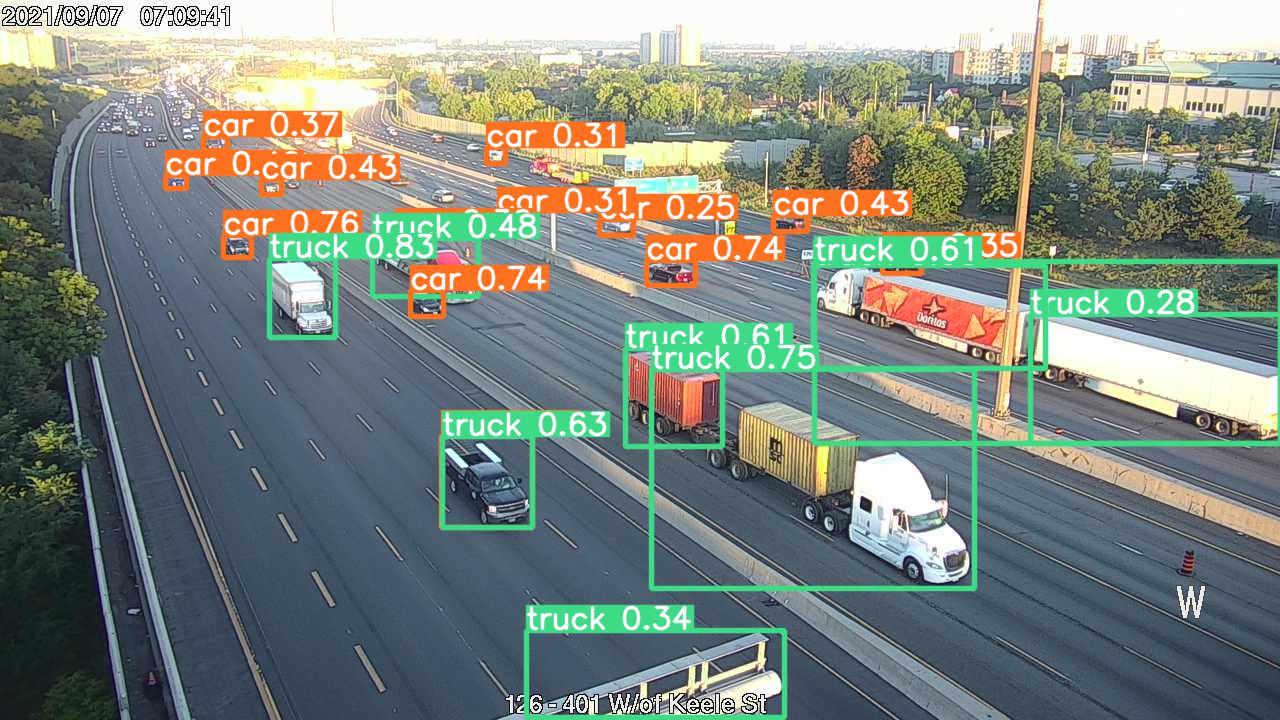 2021/09/07 07:09:41
car 0.37
car 0.31
car 0.
car 0.43
car 0.31
car 0.25
car 0.43
car 0.76
truck 0.48
truck 0.83
car 0.74
truck 0.61
35
car 0.74
Doritos
truck 0.28
truck 0.61
truck 0.75
truck 0.63
W
truck 0.34
126 - 401 W/of Keele St